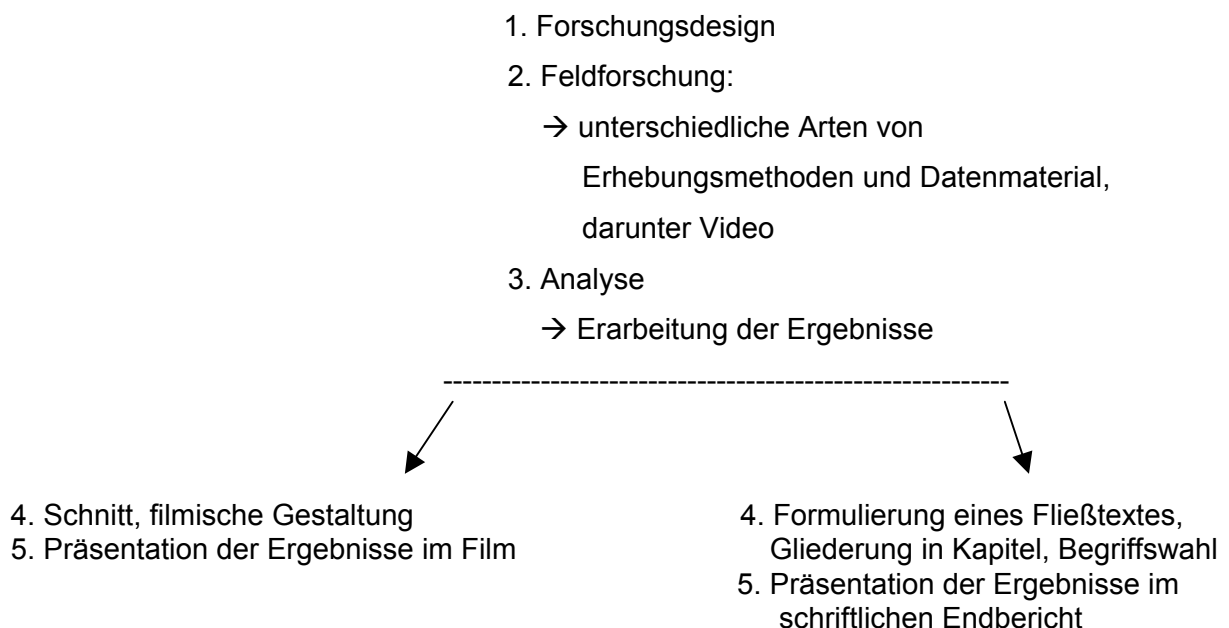 1. Forschungsdesign
2. Feldforschung:
→ unterschiedliche Arten von
Erhebungsmethoden und Datenmaterial,
darunter Video
3. Analyse
→ Erarbeitung der Ergebnisse
----------------------------------------------------------
4. Schnitt, filmische Gestaltung
5. Präsentation der Ergebnisse im Film
4. Formulierung eines Fließtextes,
Gliederung in Kapitel, Begriffswahl
5. Präsentation der Ergebnisse im
schriftlichen Endbericht